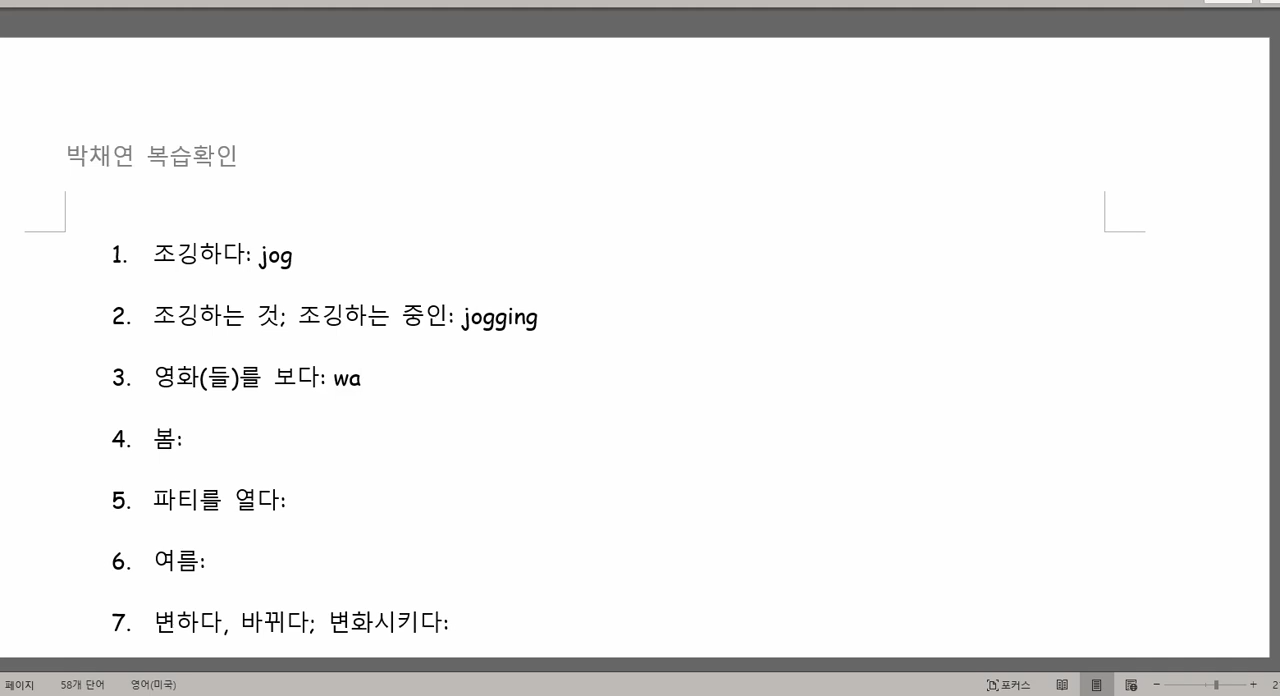 박채연 복습확인
1. 조깅하다: jog
2. 조깅하는 것; 조깅하는 중인: jogging
3. 영화(들)를 보다: wa
4. 봄:
5. 파티를 열다:
6. 여름:
7. 변하다, 바뀌다; 변화시키다:
페이지 58개 단어 영어(미국) 포커스 − +